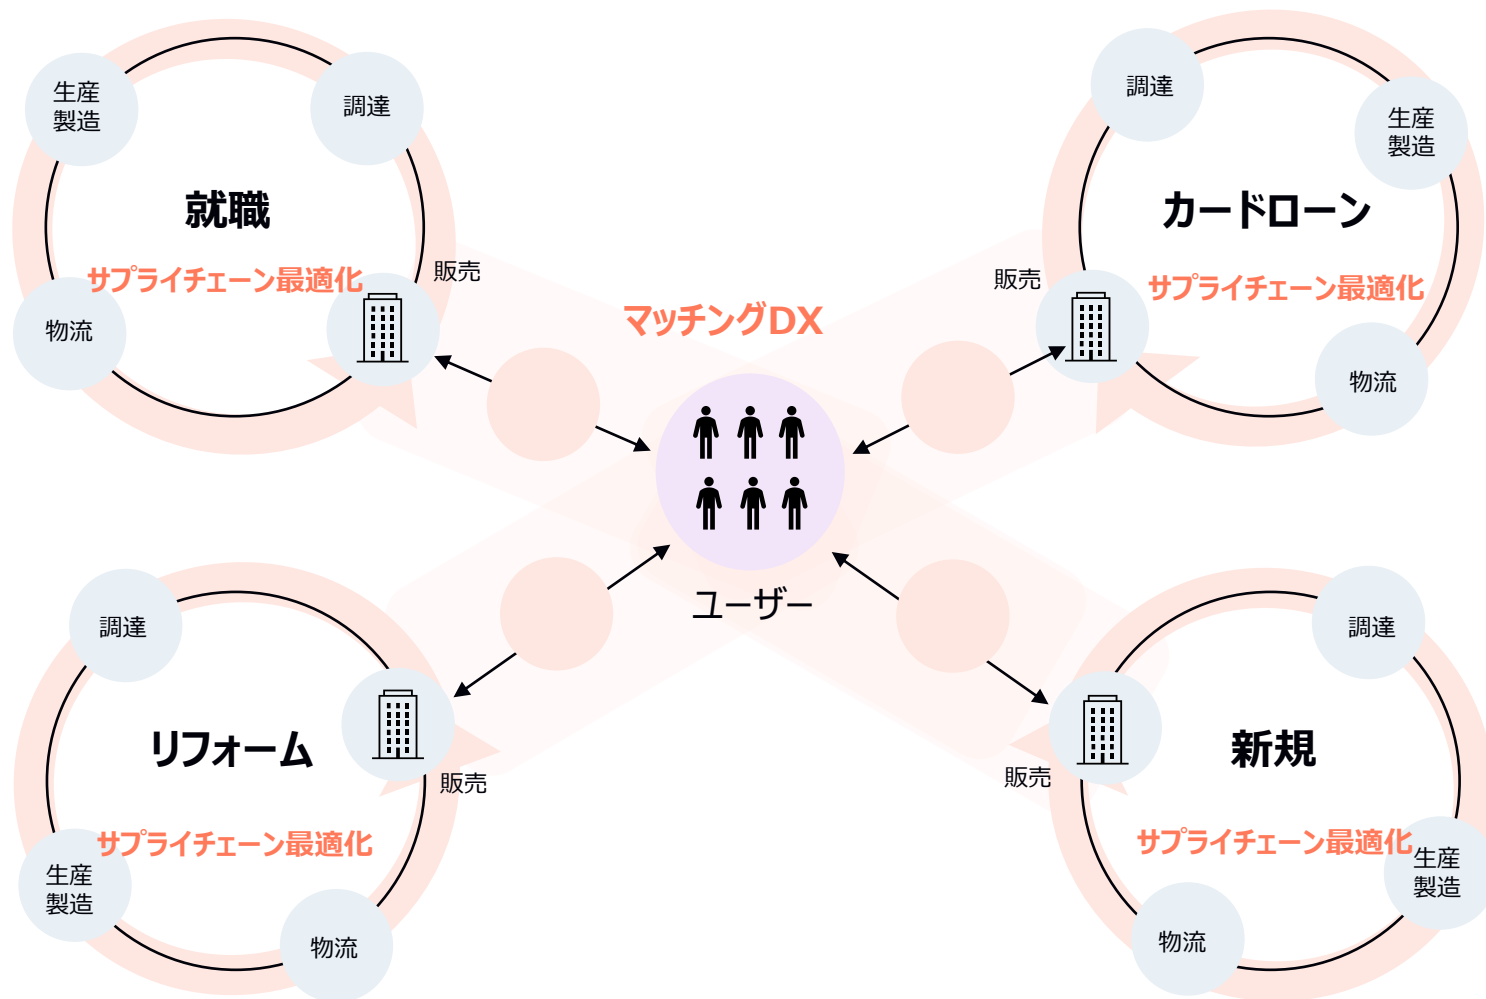 生産
製造
調達
就職
サプライチェーン最適化
販売
物流
調達
生産
製造
カードローン
サプライチェーン最適化
販売
物流
マッチングDX
ユーザー
調達
リフォーム
販売
サプライチェーン最適化
生産
製造
物流
調達
新規
販売
サプライチェーン最適化
生産
製造
物流